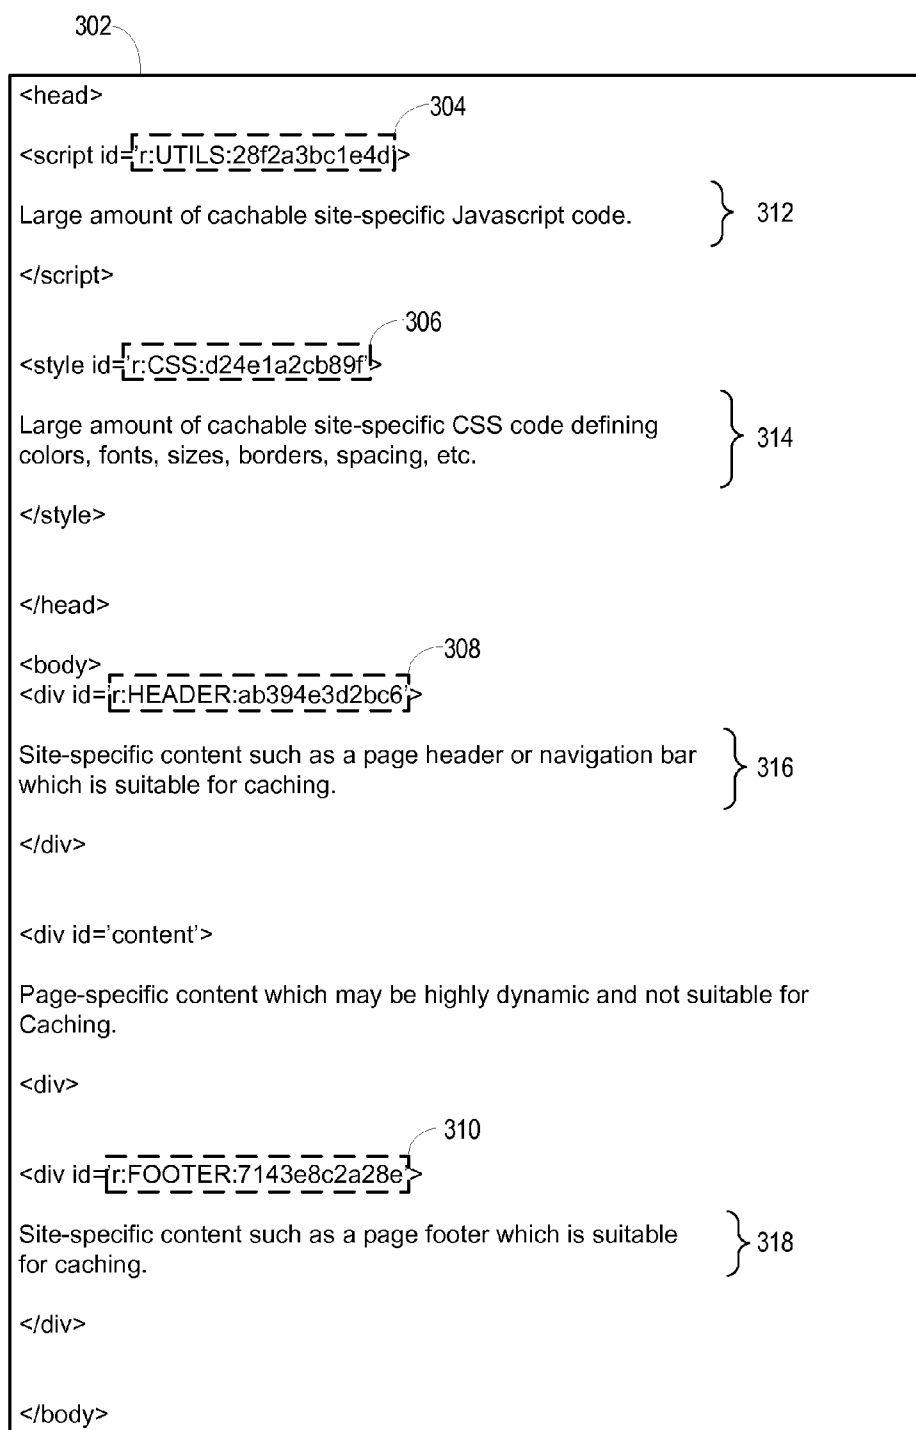 302
<head>
304
<script id='r:UTILS:28f2a3bc1e4d'>
Large amount of cachable site-specific Javascript code.
312
</script>
306
<style id='r:CSS:d24e1a2cb89f'>
Large amount of cachable site-specific CSS code defining
colors, fonts, sizes, borders, spacing, etc.
314
</style>
</head>
<body>
308
<div id='r:HEADER:ab394e3d2bc6'>
Site-specific content such as a page header or navigation bar
which is suitable for caching.
316
</div>
<div id='content'>
Page-specific content which may be highly dynamic and not suitable for
Caching.
<div>
310
<div id='r:FOOTER:7143e8c2a28e'>
Site-specific content such as a page footer which is suitable
for caching.
318
</div>
</body>